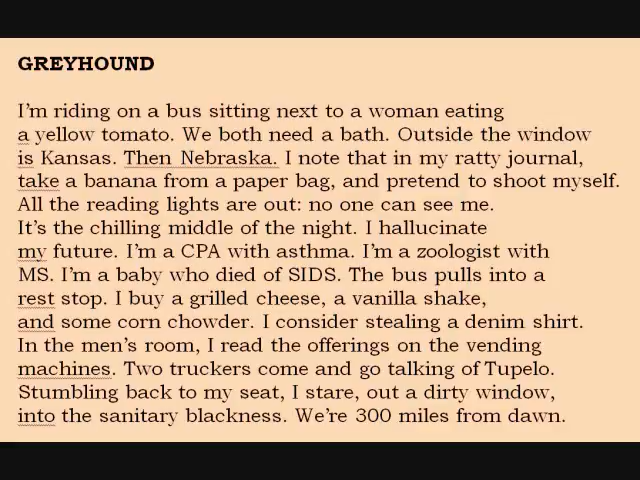 GREYHOUND
I'm riding on a bus sitting next to a woman eating
a yellow tomato. We both need a bath. Outside the window
is Kansas. Then Nebraska. I note that in my ratty journal,
take a banana from a paper bag, and pretend to shoot myself.
All the reading lights are out: no one can see me.
It's the chilling middle of the night. I hallucinate
my future. I'm a CPA with asthma. I'm a zoologist with
MS. I'm a baby who died of SIDS. The bus pulls into a
rest stop. I buy a grilled cheese, a vanilla shake,
and some corn chowder. I consider stealing a denim shirt.
In the men's room, I read the offerings on the vending
machines. Two truckers come and go talking of Tupelo.
Stumbling back to my seat, I stare, out a dirty window,
into the sanitary blackness. We're 300 miles from dawn.